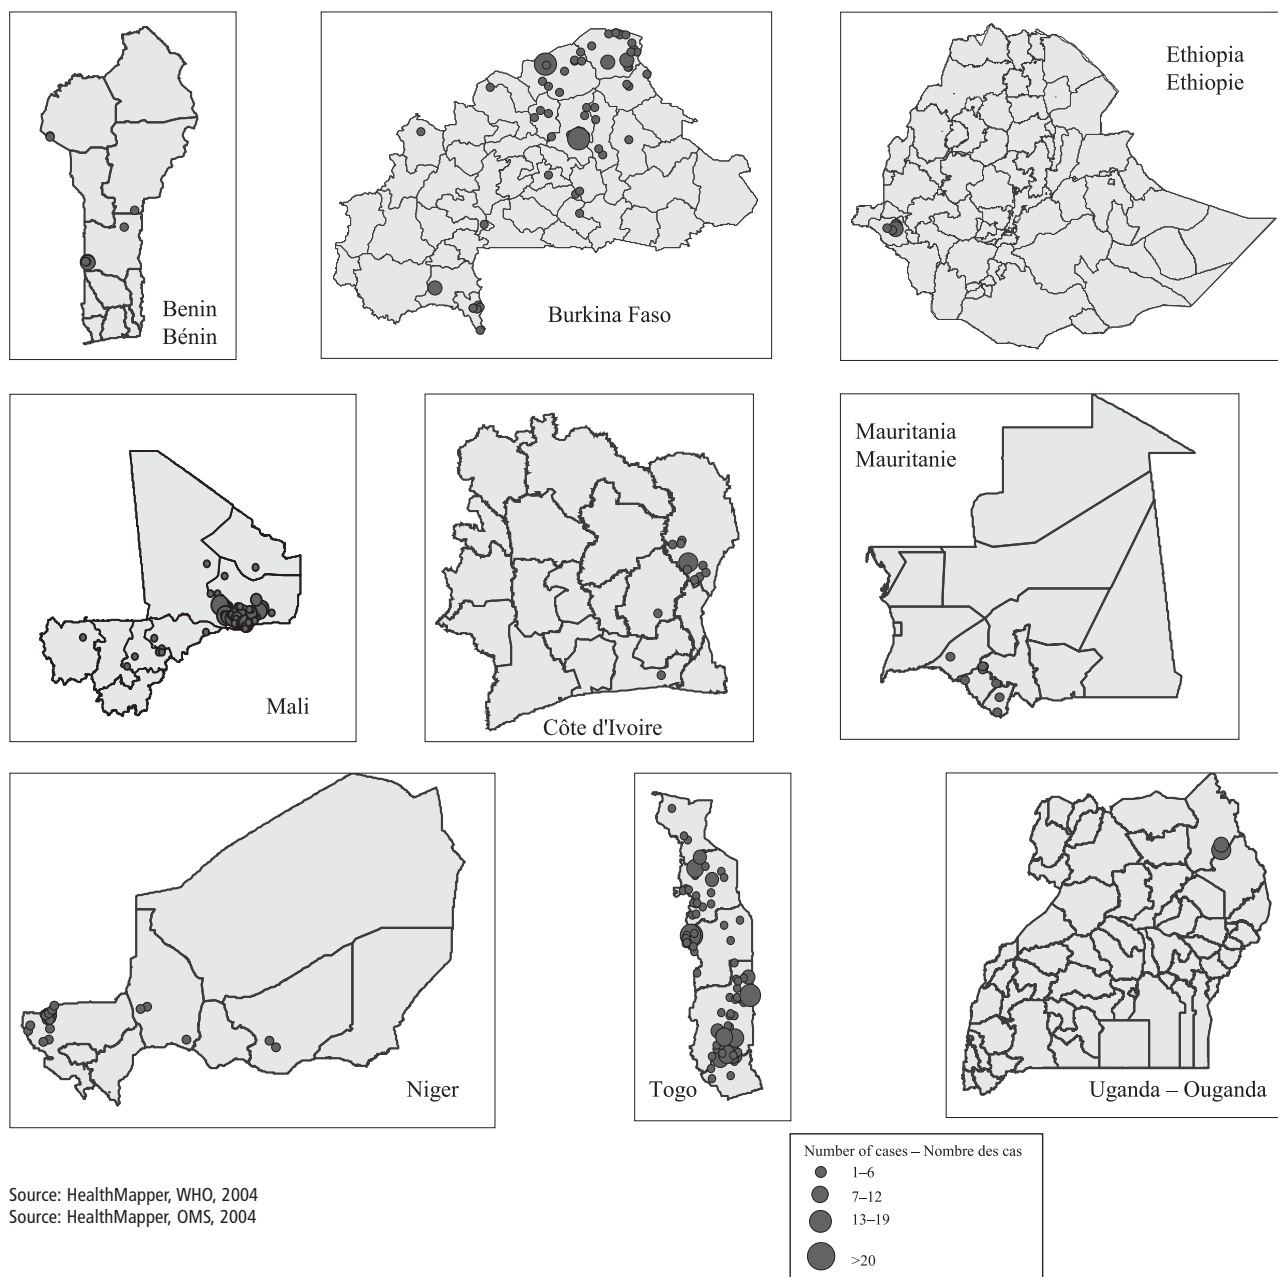 Benin
Bénin
Burkina Faso
Ethiopia
Ethiopie
Mali
Côte d'Ivoire
Mauritania
Mauritanie
Niger
Togo
Uganda – Ouganda
Number of cases – Nombre des cas
1–6
7–12
13–19
>20
Source: HealthMapper, WHO, 2004
Source: HealthMapper, OMS, 2004